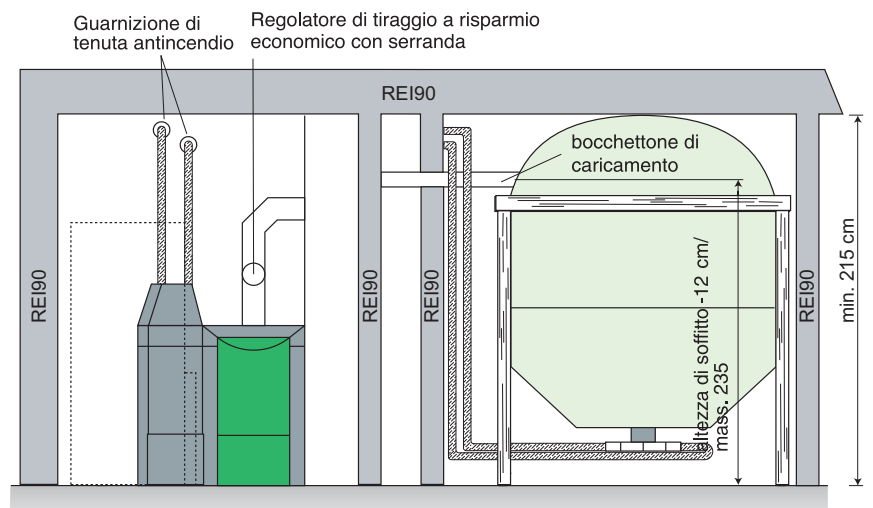 Guarnizione di
tenuta antincendio
Regolatore di tiraggio a risparmio
economico con serranda
REI90
bocchettone di
caricamento
REI90
REI90
REI90
REI90
altezza di soffitto -12 cm/
mass. 235
min. 215 cm